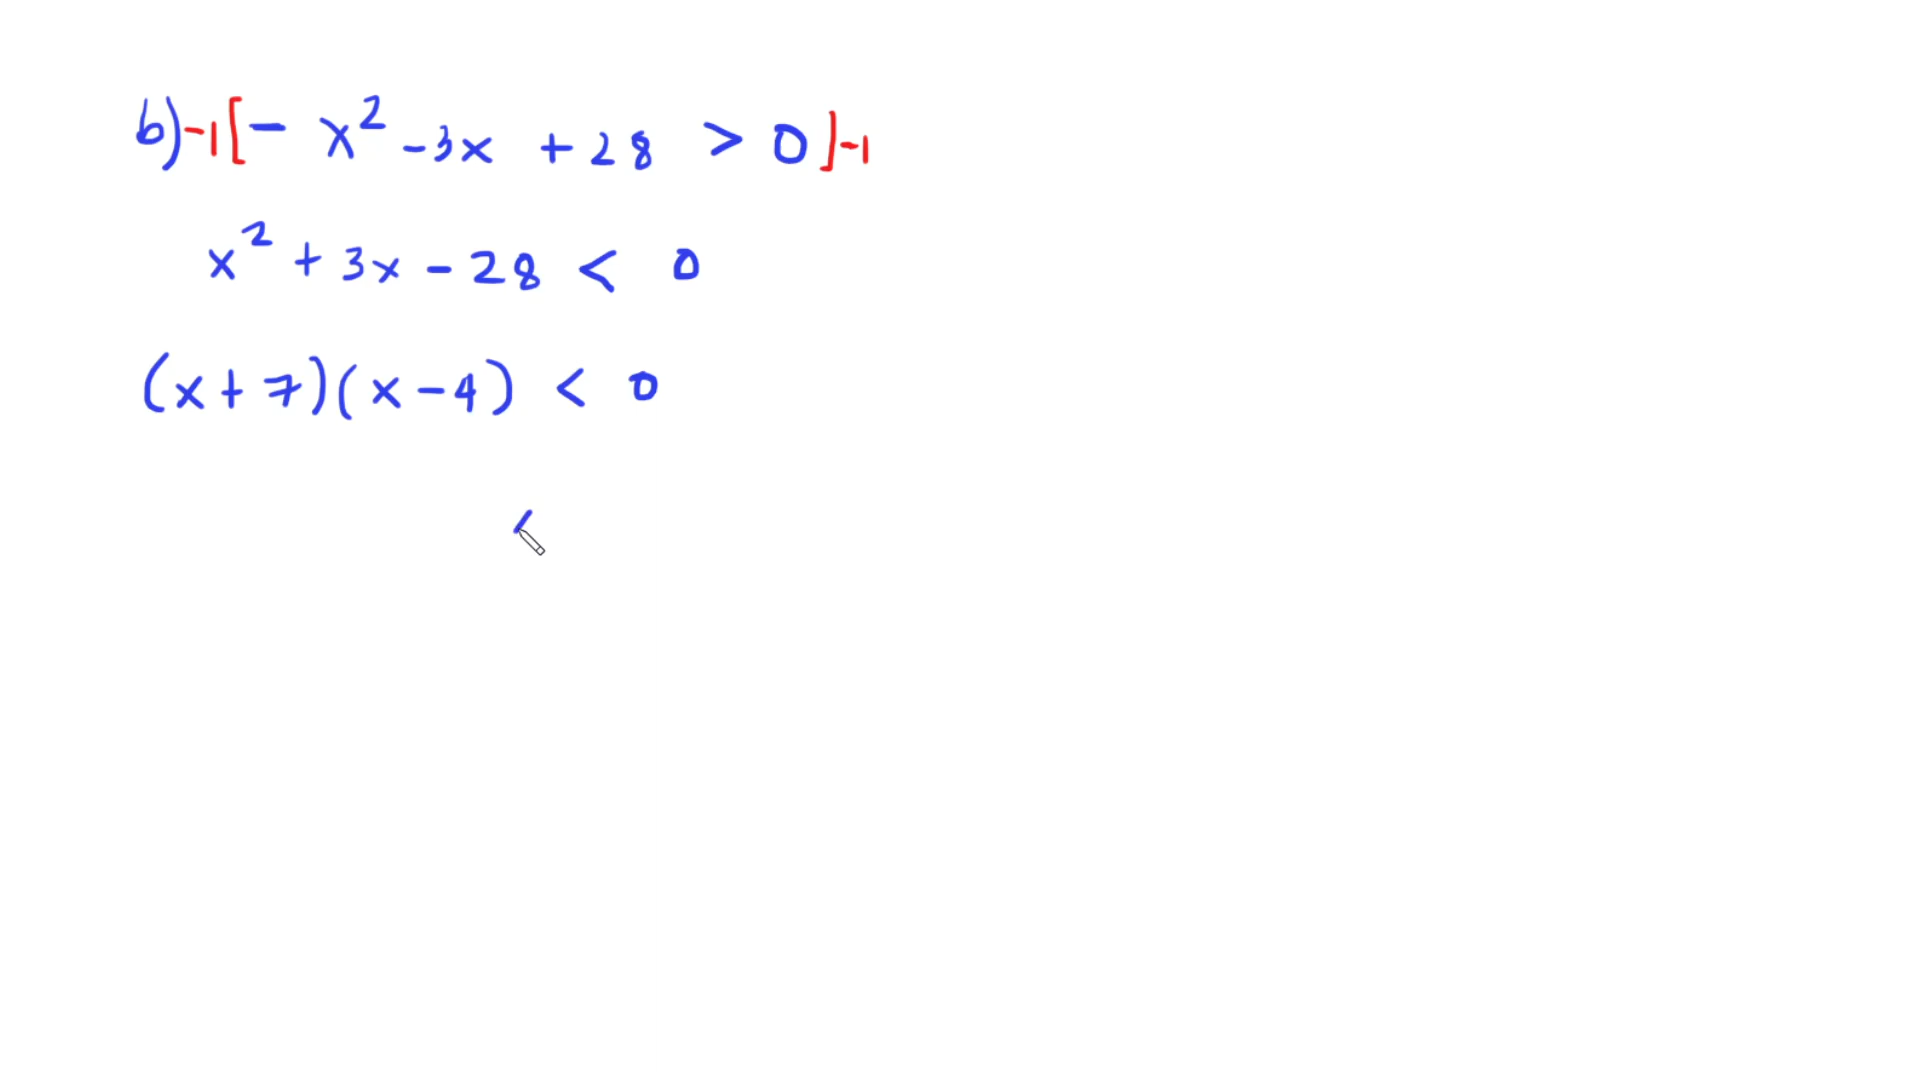 b) -1[- x² -3x + 28 > 0]-1
x² + 3x - 28 < 0
(x + 7)(x - 4) < 0